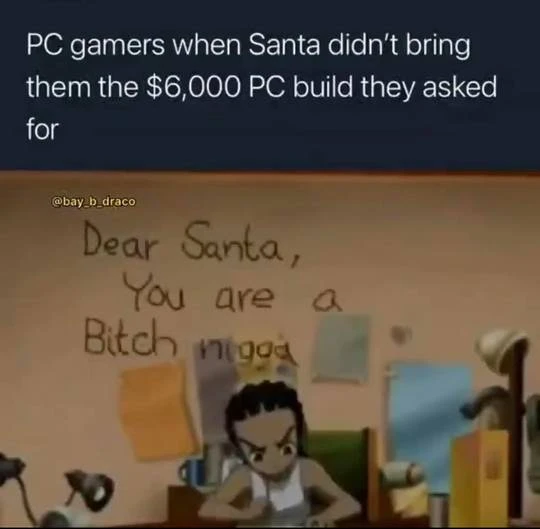 PC gamers when Santa didn't bring
them the $6,000 PC build they asked
for
@bay_b_draco
Dear Santa,
You are a
Bitch nigga